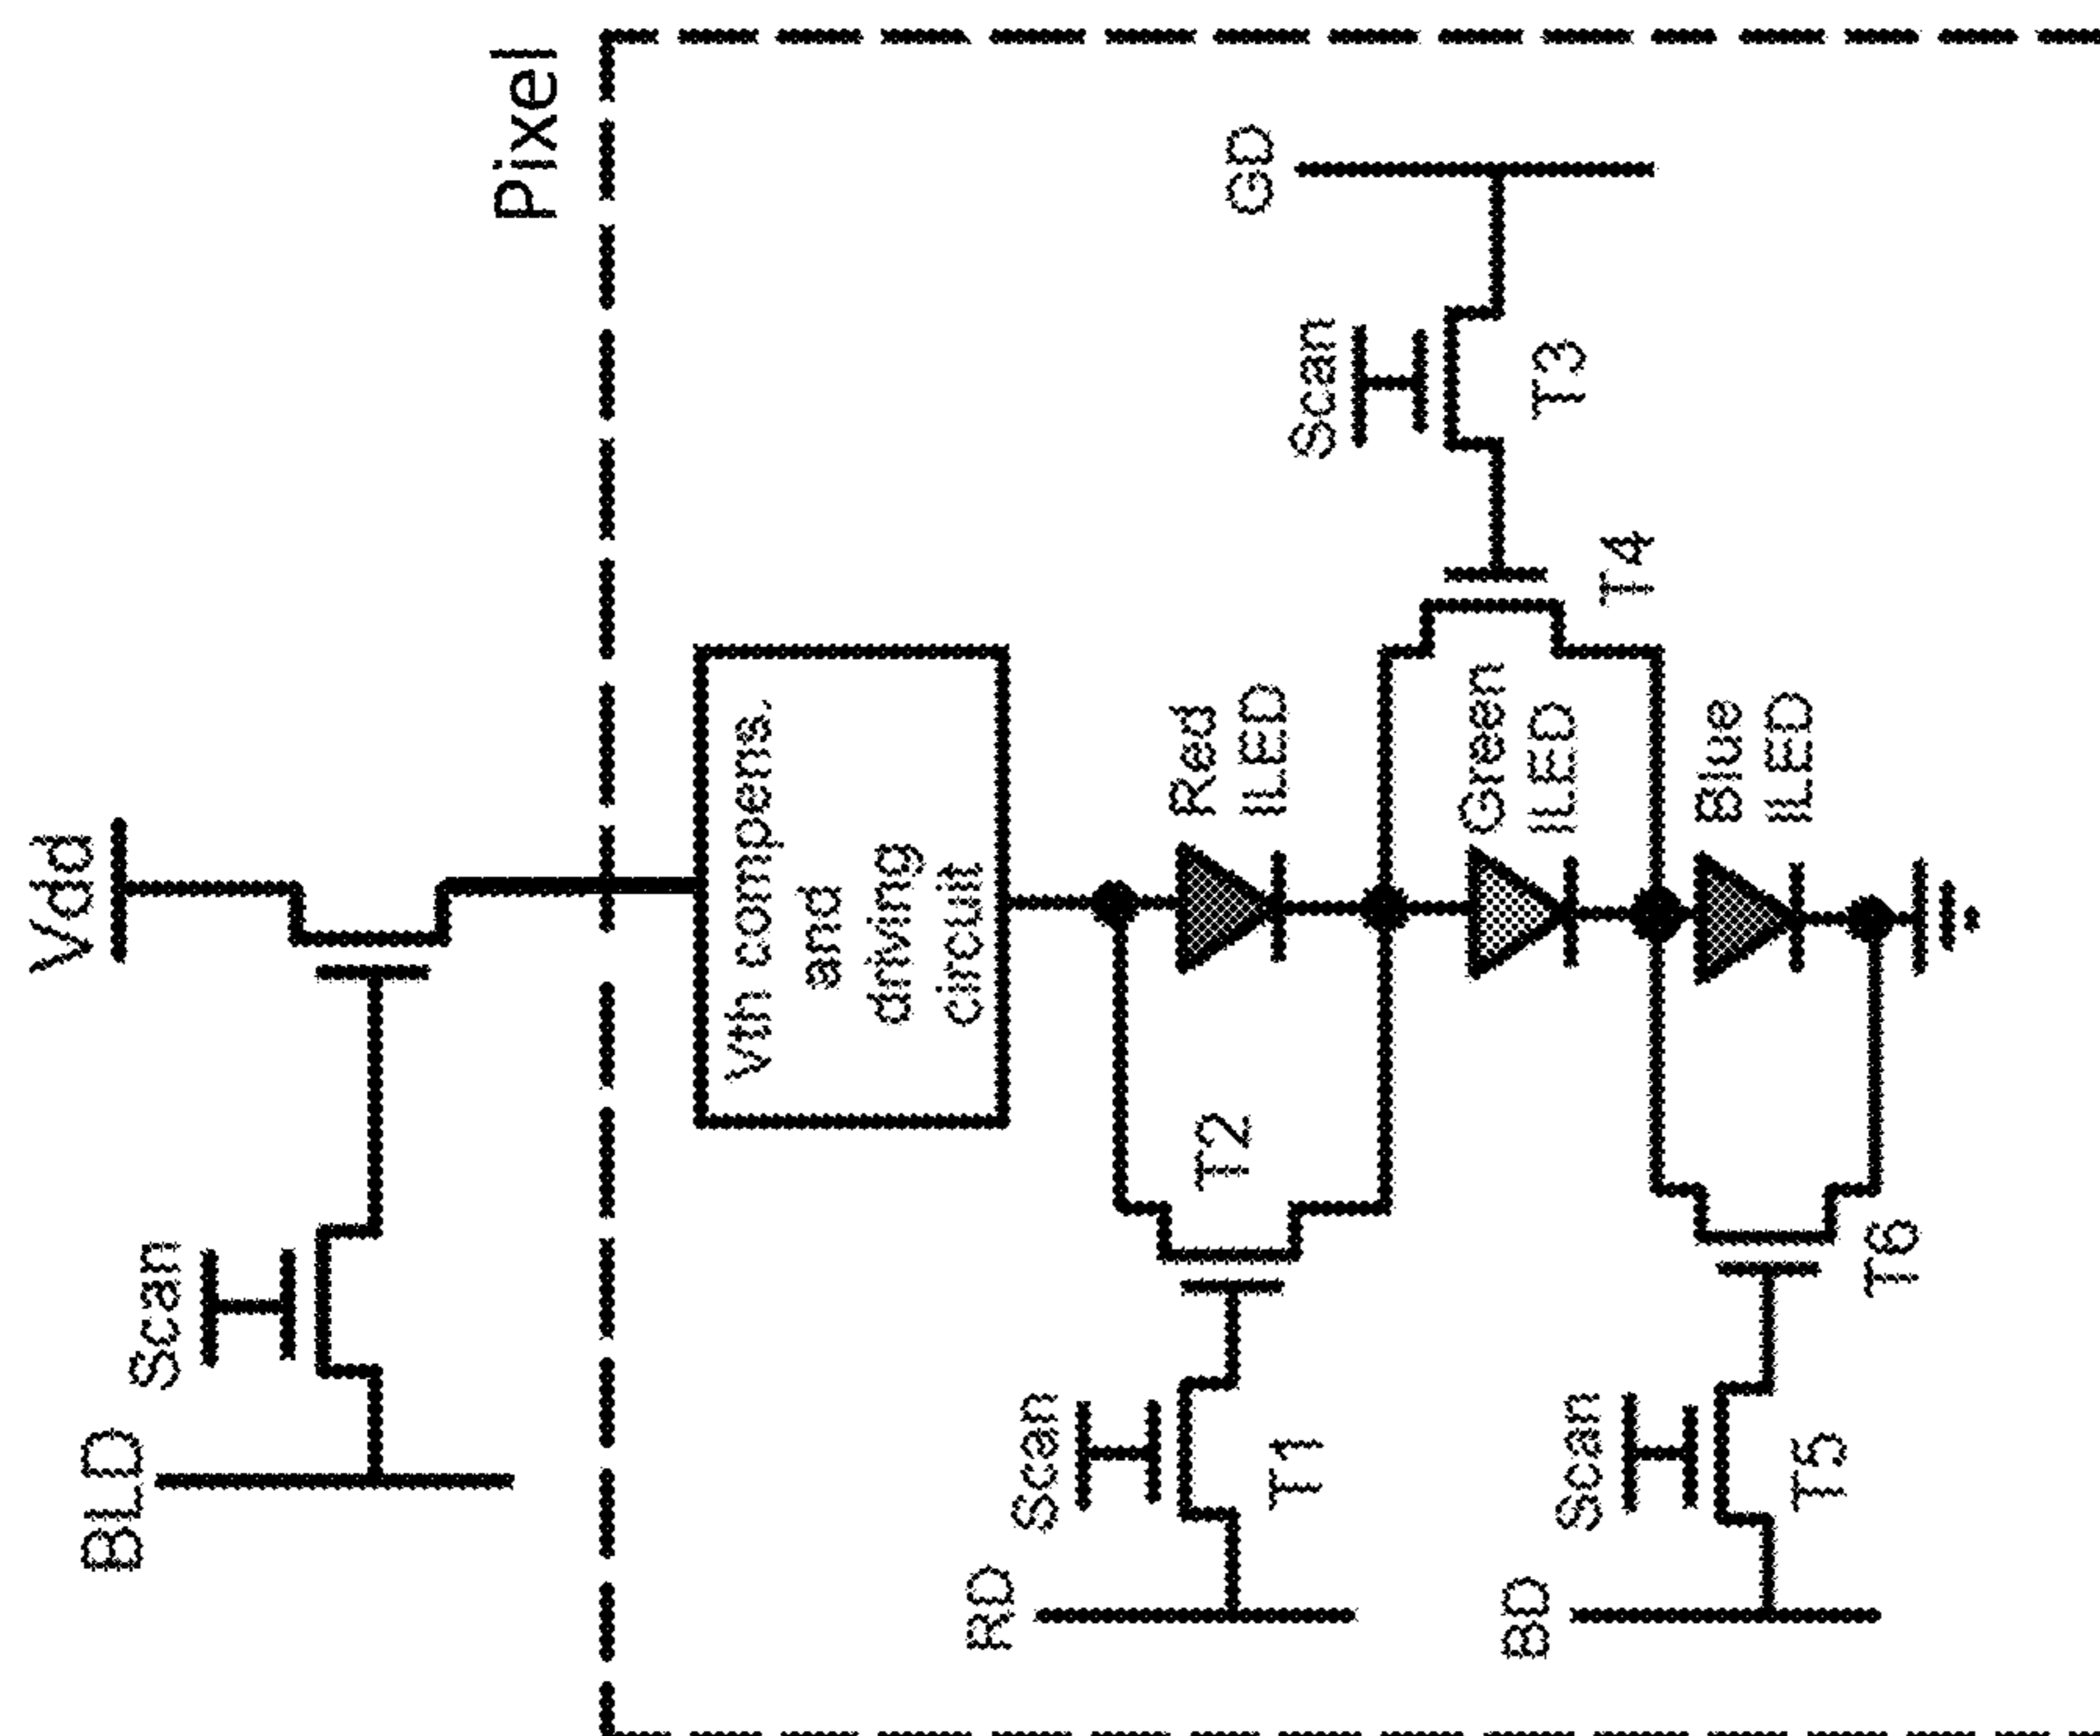 Vdd
BLD
Scan
Pixel
Vth compens.
and
driving
circuit
RD
Scan
T1
T2
Red
ILED
GD
Scan
T3
T4
Green
ILED
BD
Scan
T5
T6
Blue
ILED